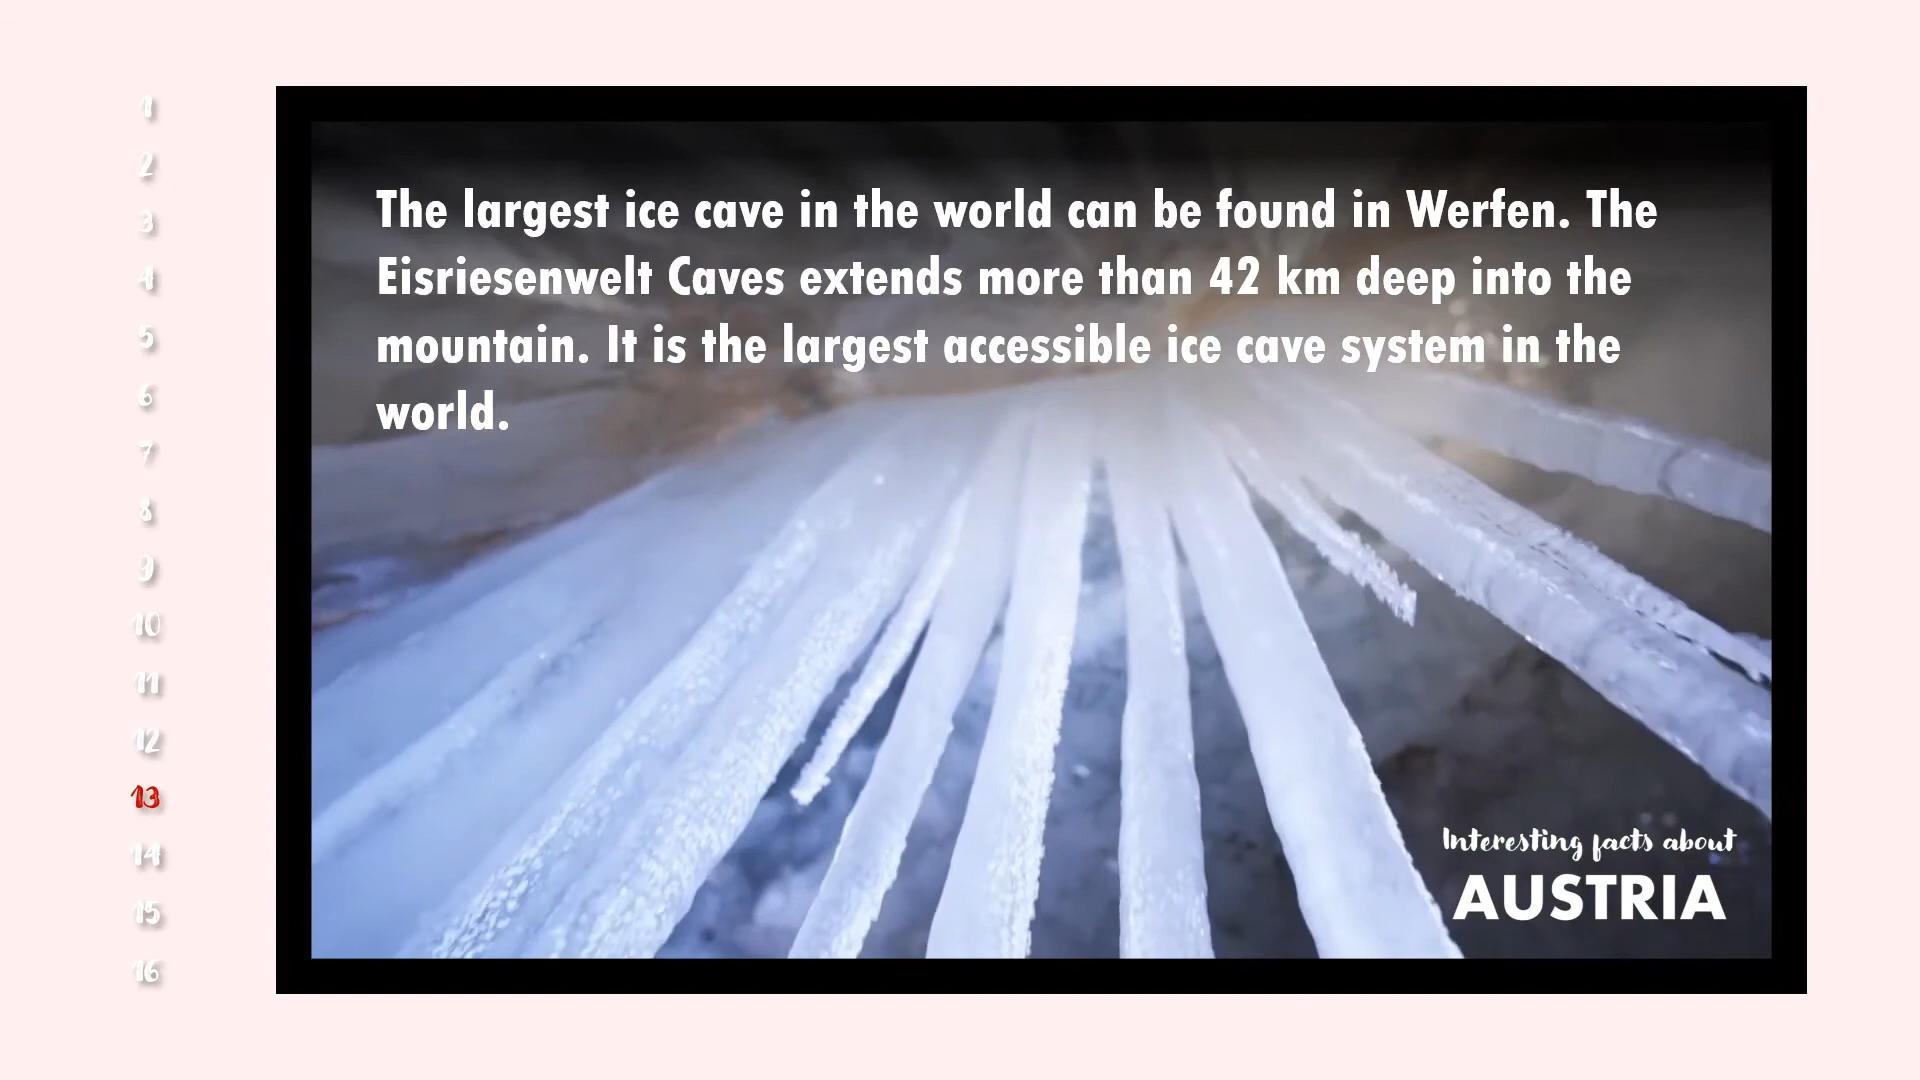 1
2
3
4
5
6
7
8
9
10
11
12
13
14
15
16
The largest ice cave in the world can be found in Werfen. The
Eisriesenwelt Caves extends more than 42 km deep into the
mountain. It is the largest accessible ice cave system in the
world.
Interesting facts about
AUSTRIA